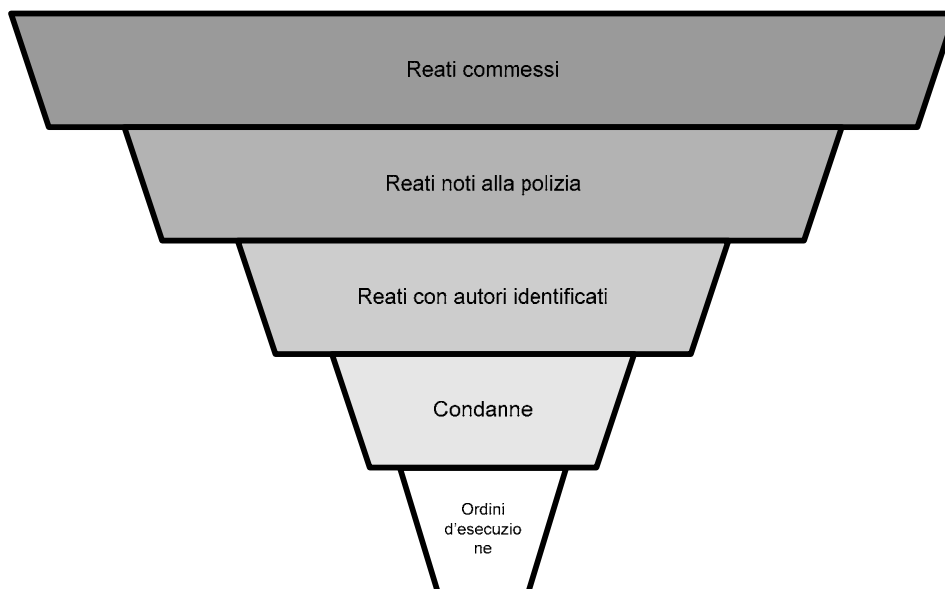 Reati commessi
Reati noti alla polizia
Reati con autori identificati
Condanne
Ordini
d'esecuzio
ne